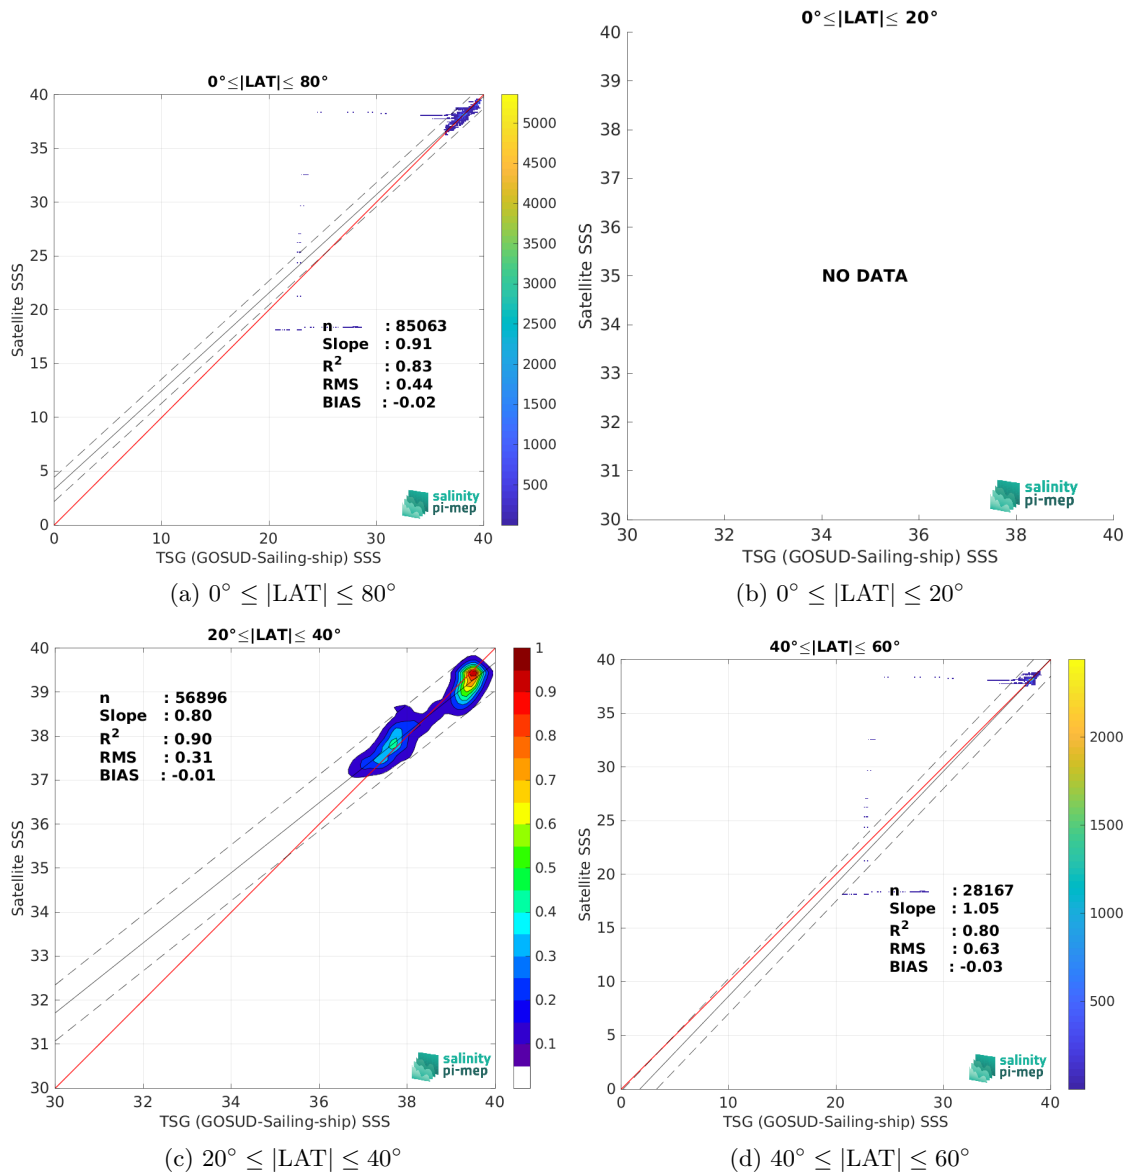 0°≤|LAT|≤ 80°
40
35
30
25
20
15
10
5
0
Satellite SSS
n : 85063
Slope : 0.91
R2 : 0.83
RMS : 0.44
BIAS : -0.02
salinity
pi-mep
0 10 20 30 40
TSG (GOSUD-Sailing-ship) SSS
5000
4500
4000
3500
3000
2500
2000
1500
1000
500
(a) 0° ≤ |LAT| ≤ 80°
0°≤|LAT|≤ 20°
40
39
38
37
36
35
34
33
32
31
30
Satellite SSS
NO DATA
salinity
pi-mep
30 32 34 36 38 40
TSG (GOSUD-Sailing-ship) SSS
(b) 0° ≤ |LAT| ≤ 20°
20°≤|LAT|≤ 40°
40
39
38
37
36
35
34
33
32
31
30
Satellite SSS
n : 56896
Slope : 0.80
R2 : 0.90
RMS : 0.31
BIAS : -0.01
salinity
pi-mep
30 32 34 36 38 40
TSG (GOSUD-Sailing-ship) SSS
1
0.9
0.8
0.7
0.6
0.5
0.4
0.3
0.2
0.1
(c) 20° ≤ |LAT| ≤ 40°
40°≤|LAT|≤ 60°
40
35
30
25
20
15
10
5
0
Satellite SSS
n : 28167
Slope : 1.05
R2 : 0.80
RMS : 0.63
BIAS : -0.03
salinity
pi-mep
0 10 20 30 40
TSG (GOSUD-Sailing-ship) SSS
2000
1500
1000
500
(d) 40° ≤ |LAT| ≤ 60°